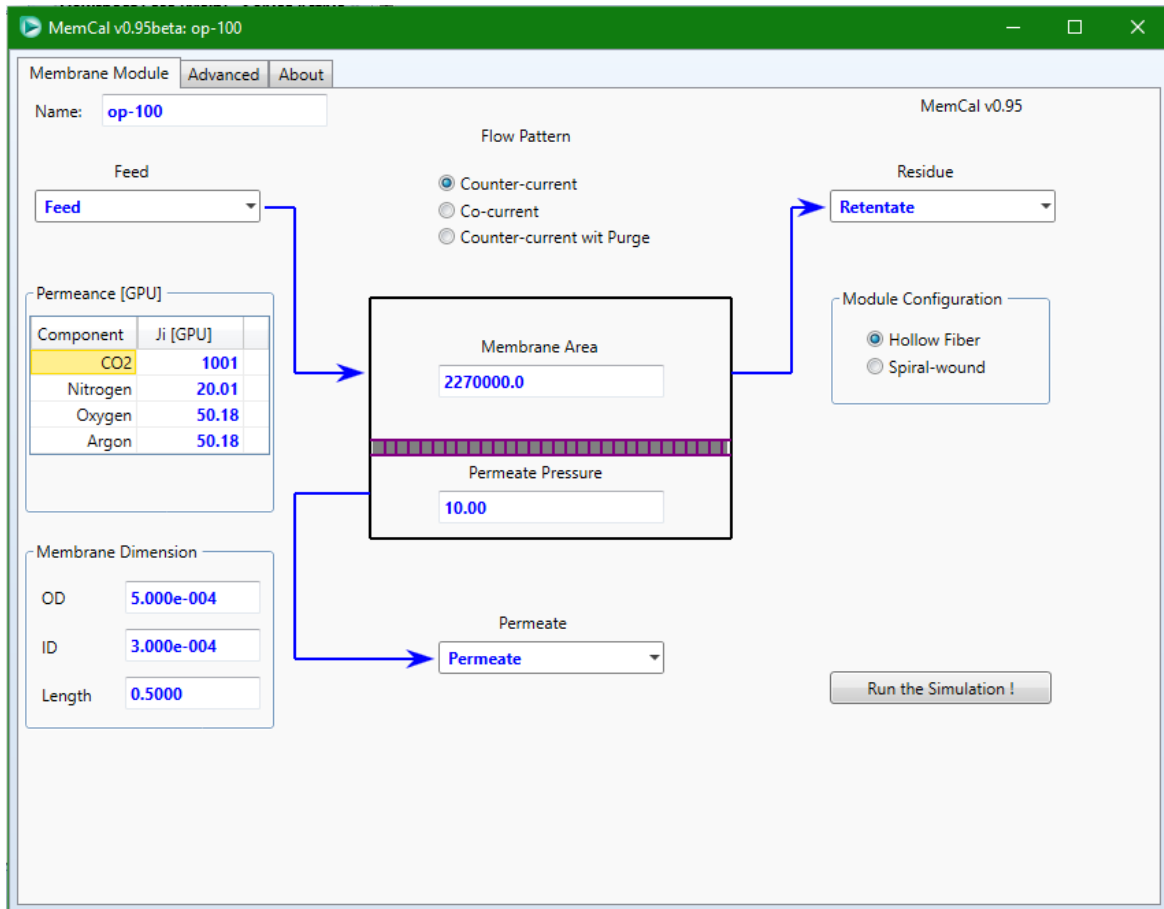 MemCal v0.95beta: op-100
Membrane Module Advanced About
Name: op-100
MemCal v0.95
Flow Pattern
Feed
Feed
Counter-current
Co-current
Counter-current wit Purge
Residue
Retentate
Permeance [GPU]
Component Ji [GPU]
CO2 1001
Nitrogen 20.01
Oxygen 50.18
Argon 50.18
Membrane Area
2270000.0
Module Configuration
Hollow Fiber
Spiral-wound
Permeate Pressure
10.00
Membrane Dimension
OD 5.000e-004
ID 3.000e-004
Length 0.5000
Permeate
Permeate
Run the Simulation !